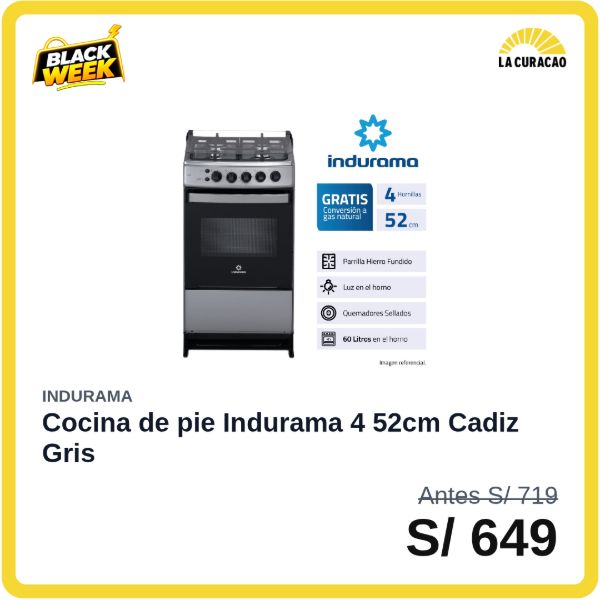 BLACK
WEEK
LA CURACAO
indurama
GRATIS
Conversión a
gas natural
4 Hornillas
52 cm
Parrilla Hierro Fundido
Luz en el horno
Quemadores Sellados
60 Litros en el horno
Imagen referencial.
INDURAMA
INDURAMA
Cocina de pie Indurama 4 52cm Cadiz
Gris
Antes S/ 719
S/ 649